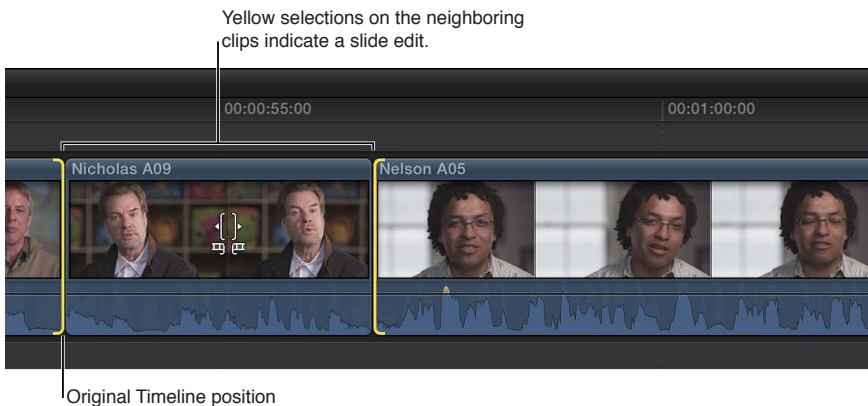 Yellow selections on the neighboring
clips indicate a slide edit.
00:00:55:00
00:01:00:00
Nicholas A09
Nelson A05
Original Timeline position